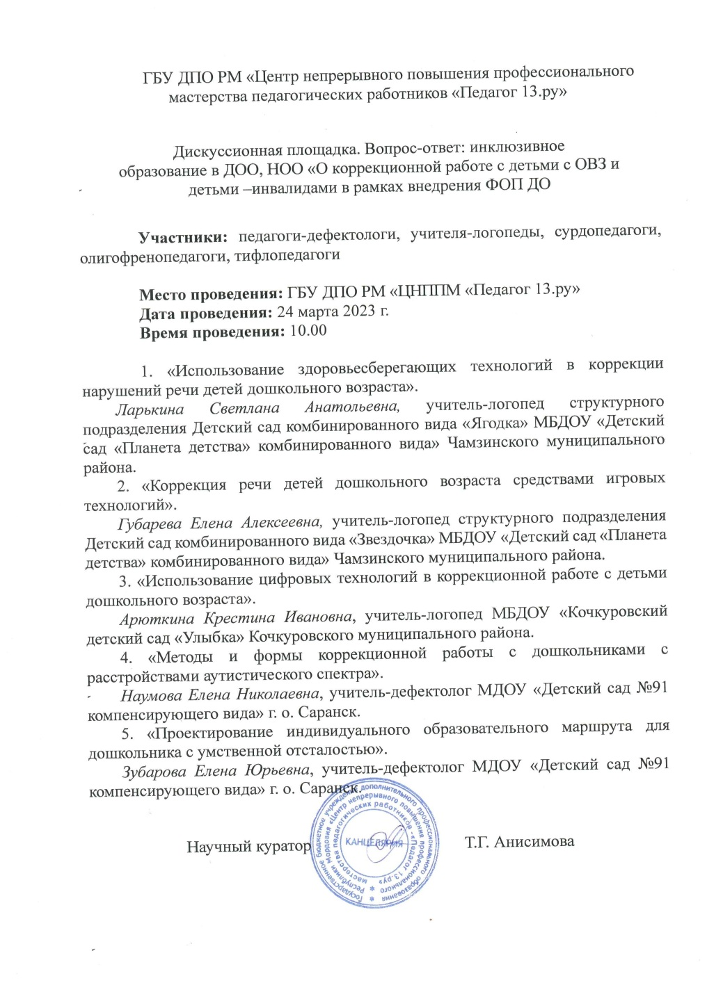 ГБУ ДПО РМ «Центр непрерывного повышения профессионального
мастерства педагогических работников «Педагог 13.ру»
Дискуссионная площадка. Вопрос-ответ: инклюзивное
образование в ДОО, НОО «О коррекционной работе с детьми с ОВЗ и
детьми –инвалидами в рамках внедрения ФОП ДО
Участники: педагоги-дефектологи, учителя-логопеды, сурдопедагоги,
олигофренопедагоги, тифлопедагоги
Место проведения: ГБУ ДПО РМ «ЦНППМ «Педагог 13.ру»
Дата проведения: 24 марта 2023 г.
Время проведения: 10.00
1. «Использование здоровьесберегающих технологий в коррекции
нарушений речи детей дошкольного возраста».
Ларькина Светлана Анатольевна, учитель-логопед структурного
подразделения Детский сад комбинированного вида «Ягодка» МБДОУ «Детский
сад «Планета детства» комбинированного вида» Чамзинского муниципального
района.
2. «Коррекция речи детей дошкольного возраста средствами игровых
технологий».
Губарева Елена Алексеевна, учитель-логопед структурного подразделения
Детский сад комбинированного вида «Звездочка» МБДОУ «Детский сад «Планета
детства» комбинированного вида» Чамзинского муниципального района.
3. «Использование цифровых технологий в коррекционной работе с детьми
дошкольного возраста».
Арюткина Крестина Ивановна, учитель-логопед МБДОУ «Кочкуровский
детский сад «Улыбка» Кочкуровского муниципального района.
4. «Методы и формы коррекционной работы с дошкольниками с
расстройствами аутистического спектра».
Наумова Елена Николаевна, учитель-дефектолог МДОУ «Детский сад №91
компенсирующего вида» г. о. Саранск.
5. «Проектирование индивидуального образовательного маршрута для
дошкольника с умственной отсталостью».
Зубарова Елена Юрьевна, учитель-дефектолог МДОУ «Детский сад №91
компенсирующего вида» г. о. Саранск.
Научный куратор Т.Г. Анисимова
Государственное бюджетное учреждение дополнительного профессионального образования
Республики Мордовия «Центр непрерывного повышения профессионального
мастерства педагогических работников -«Педагог 13.ру»
КАНЦЕЛЯРИЯ